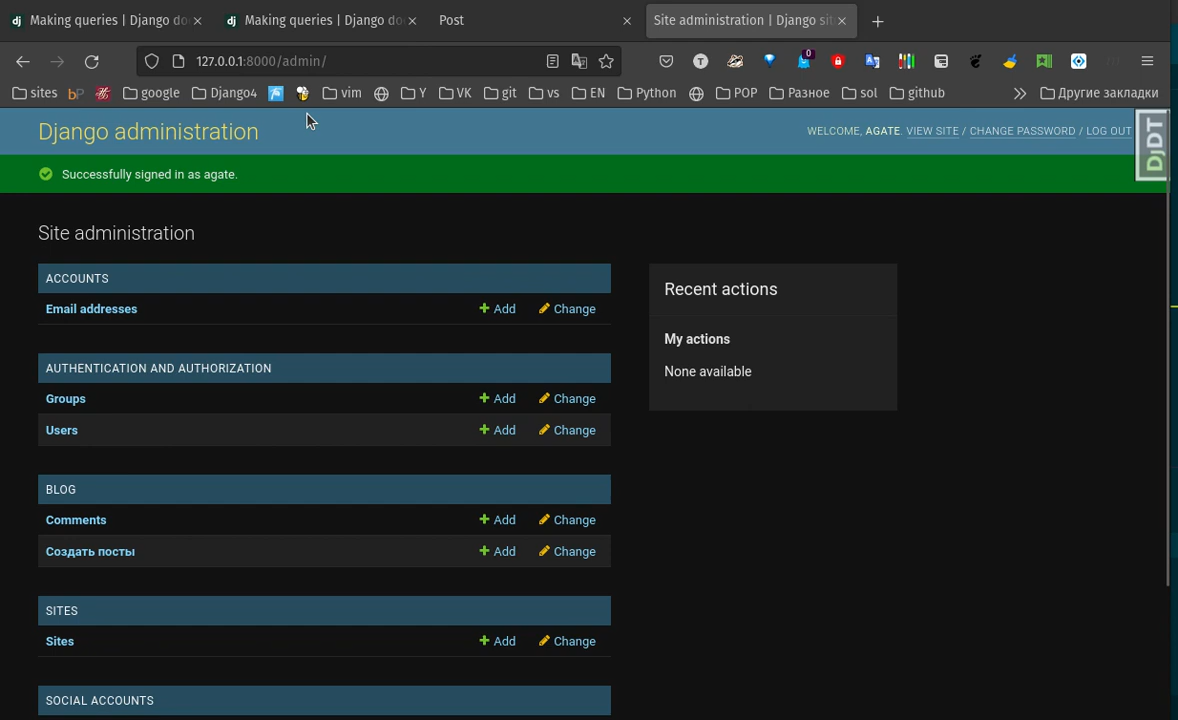 Making queries | Django do
Making queries | Django do
Post
Site administration | Django sit
127.0.0.1:8000/admin/
0
sites
bP
google
Django4
vim
Y
VK
git
vs
EN
Python
POP
Разное
sol
github
Другие закладки
Django administration
WELCOME, AGATE. VIEW SITE / CHANGE PASSWORD / LOG OUT
DjDT
Successfully signed in as agate.
Site administration
ACCOUNTS
Email addresses Add Change
AUTHENTICATION AND AUTHORIZATION
Groups Add Change
Users Add Change
BLOG
Comments Add Change
Создать посты Add Change
SITES
Sites Add Change
SOCIAL ACCOUNTS
Recent actions
My actions
None available